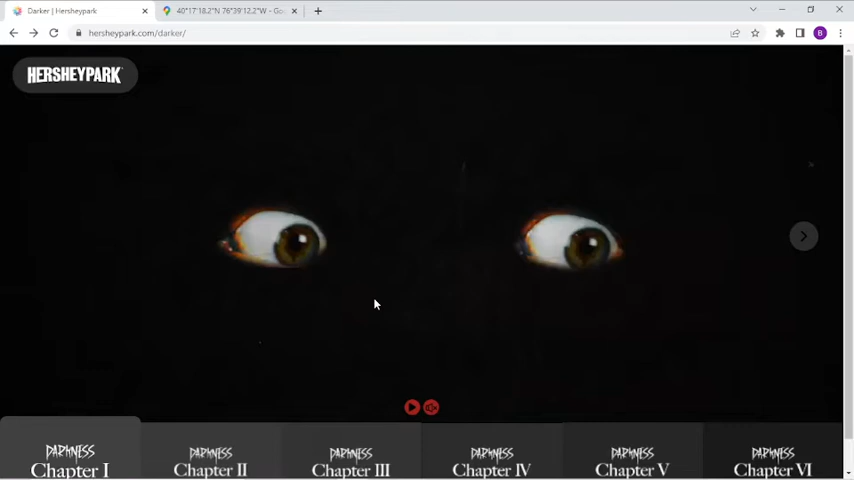 Darker | Hersheypark
40°17'18.2"N 76°39'12.2"W - Go
hersheypark.com/darker/
B
HERSHEYPARK
DARKNESS
Chapter I
DARKNESS
Chapter II
DARKNESS
Chapter III
DARKNESS
Chapter IV
DARKNESS
Chapter V
DARKNESS
Chapter VI